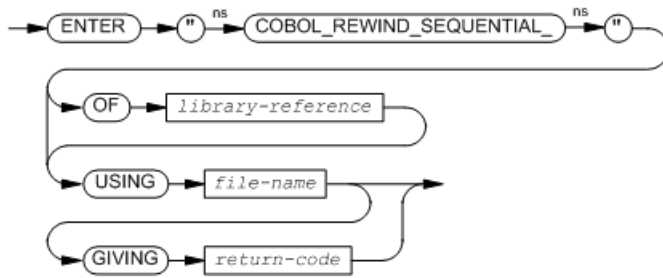 ENTER " ns COBOL_REWIND_SEQUENTIAL_ ns "
OF library-reference
USING file-name
GIVING return-code